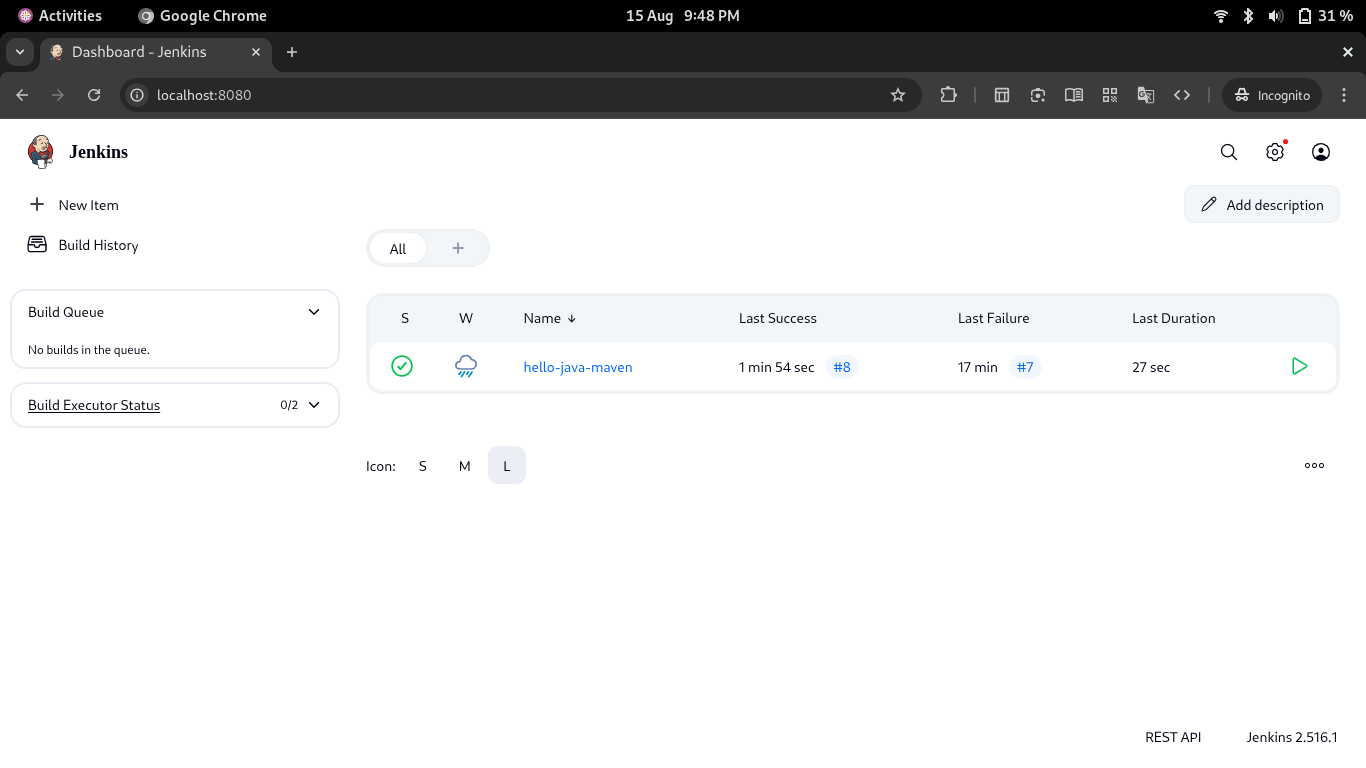 Activities Google Chrome 15 Aug 9:48 PM 31 %
Dashboard - Jenkins
localhost:8080 Incognito
Jenkins
New Item
Add description
Build History
All
Build Queue
No builds in the queue.
Build Executor Status 0/2
S W Name ↓ Last Success Last Failure Last Duration
hello-java-maven 1 min 54 sec #8 17 min #7 27 sec
Icon: S M L
REST API Jenkins 2.516.1